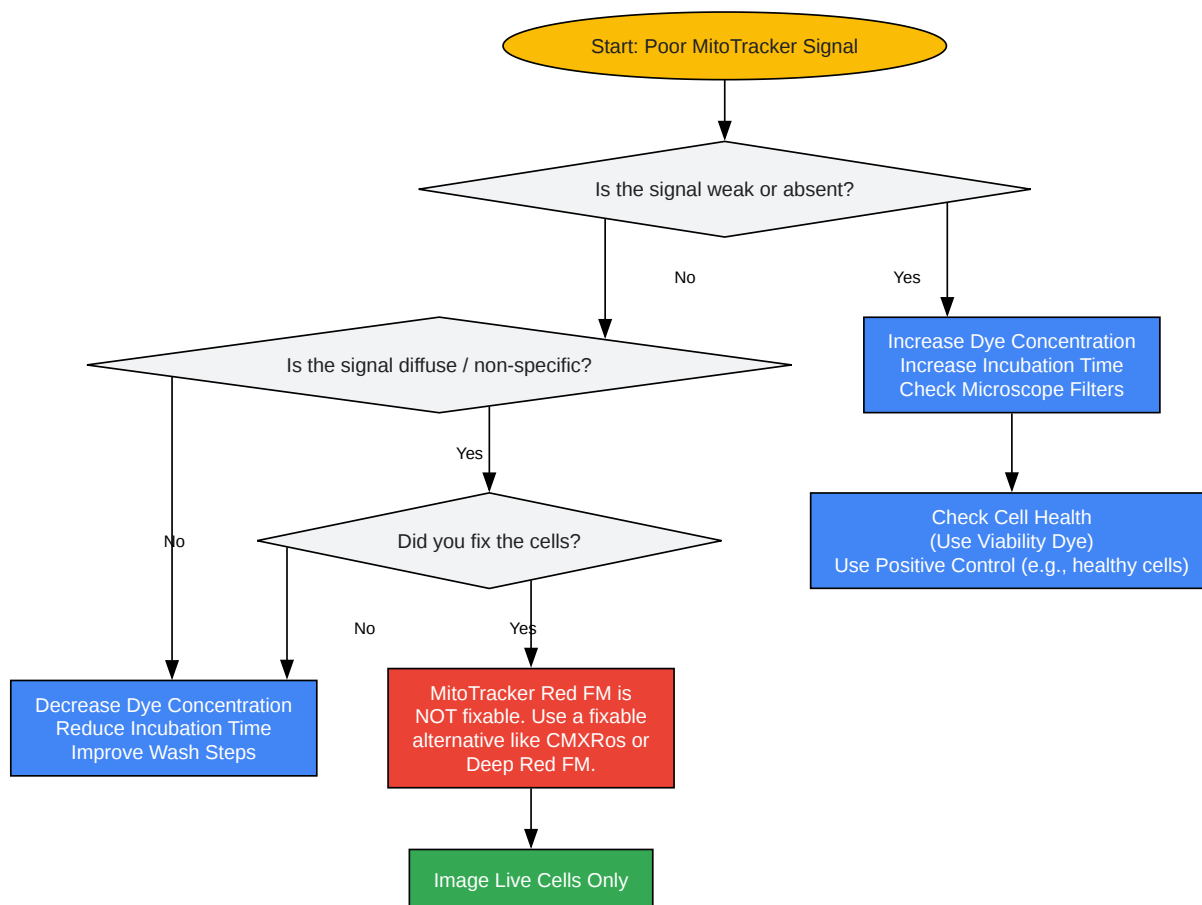 Start: Poor MitoTracker Signal
Is the signal weak or absent?
No
Yes
Is the signal diffuse / non-specific?
Increase Dye Concentration
Increase Incubation Time
Check Microscope Filters
Yes
No
Did you fix the cells?
Check Cell Health
(Use Viability Dye)
Use Positive Control (e.g., healthy cells)
No
Yes
Decrease Dye Concentration
Reduce Incubation Time
Improve Wash Steps
MitoTracker Red FM is
NOT fixable. Use a fixable
alternative like CMXRos or
Deep Red FM.
Image Live Cells Only